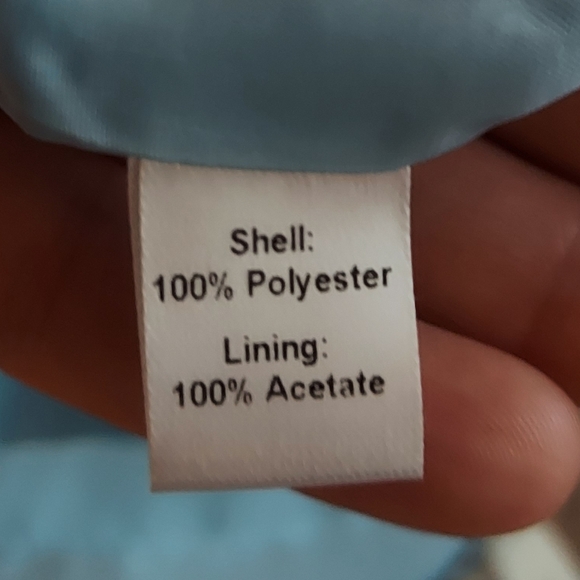 Shell:
100% Polyester
Lining:
100% Acetate